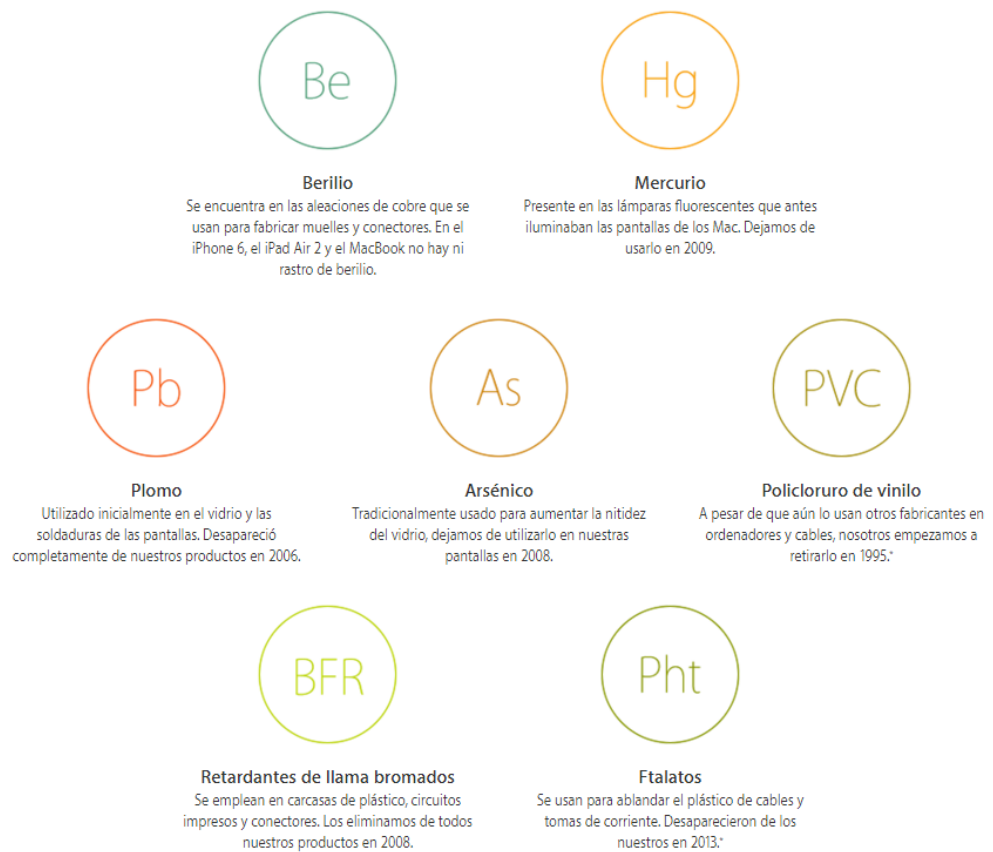 Be
Hg
Berilio
Se encuentra en las aleaciones de cobre que se
usan para fabricar muelles y conectores. En el
iPhone 6, el iPad Air 2 y el MacBook no hay ni
rastro de berilio.
Mercurio
Presente en las lámparas fluorescentes que antes
iluminaban las pantallas de los Mac. Dejamos de
usarlo en 2009.
Pb
As
PVC
Plomo
Utilizado inicialmente en el vidrio y las
soldaduras de las pantallas. Desapareció
completamente de nuestros productos en 2006.
Arsénico
Tradicionalmente usado para aumentar la nitidez
del vidrio, dejamos de utilizarlo en nuestras
pantallas en 2008.
Policloruro de vinilo
A pesar de que aún lo usan otros fabricantes en
ordenadores y cables, nosotros empezamos a
retirarlo en 1995.*
BFR
Pht
Retardantes de llama bromados
Se emplean en carcasas de plástico, circuitos
impresos y conectores. Los eliminamos de todos
nuestros productos en 2008.
Ftalatos
Se usan para ablandar el plástico de cables y
tomas de corriente. Desaparecieron de los
nuestros en 2013.*